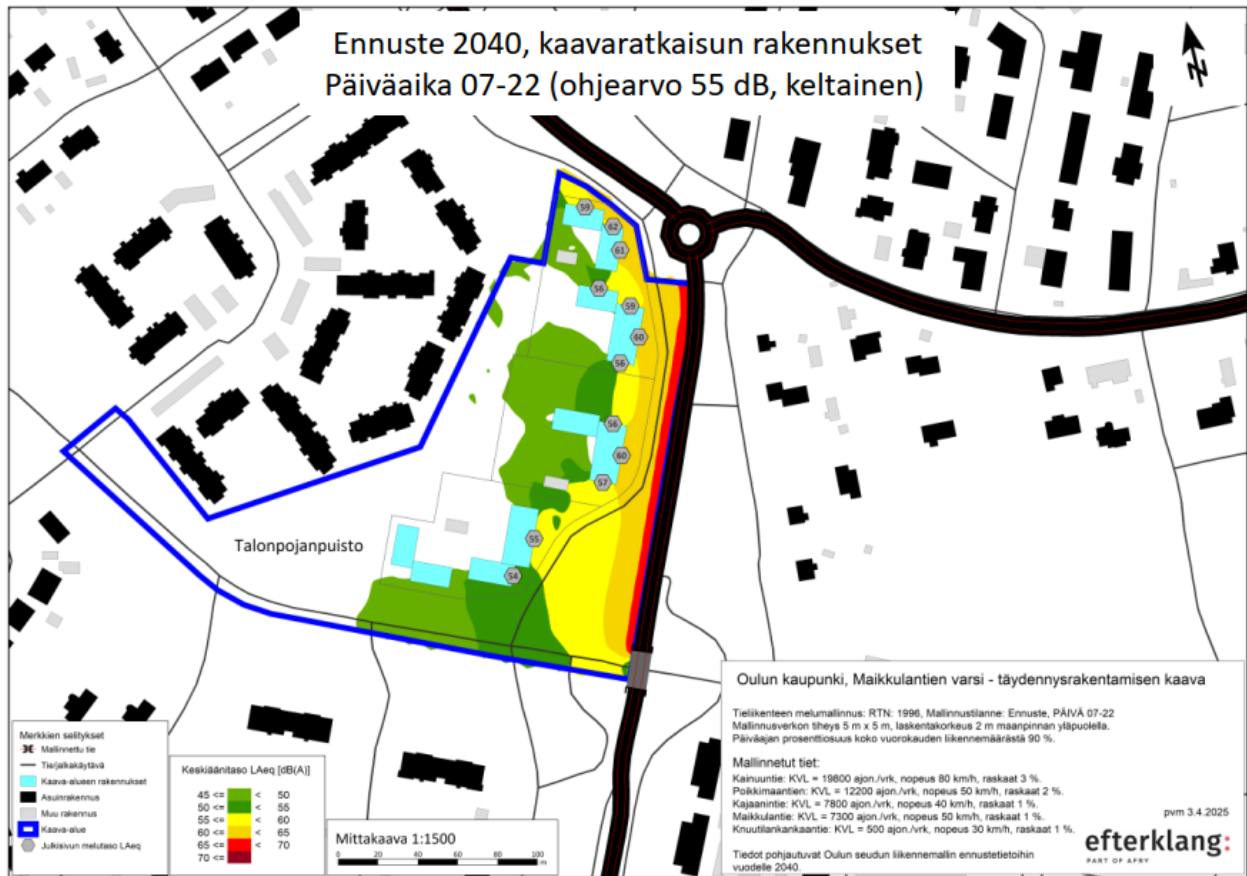 Ennuste 2040, kaavaratkaisun rakennukset
Päiväaika 07-22 (ohjearvo 55 dB, keltainen)
N
59
62
61
56
59
60
56
56
60
57
55
54
Talonpojanpuisto
Merkkien selitykset
Mallinnettu tie
Tie/jalkakäytävä
Kaava-alueen rakennukset
Asuinrakennus
Muu rakennus
Kaava-alue
Julkisivun melutaso LAeq
Keskiäänitaso LAeq [dB(A)]
45 <= < 50
50 <= < 55
55 <= < 60
60 <= < 65
65 <= < 70
70 <=
Mittakaava 1:1500
0 20 40 60 80 100
m
Oulun kaupunki, Maikkulantien varsi - täydennysrakentamisen kaava
Tieliikenteen melumallinnus: RTN: 1996, Mallinnustilanne: Ennuste, PÄIVÄ 07-22
Mallinnusverkon tiheys 5 m x 5 m, laskentakorkeus 2 m maanpinnan yläpuolella.
Päiväajan prosenttiosuus koko vuorokauden liikennemäärästä 90 %.
Mallinnetut tiet:
Kainuuntie: KVL = 19800 ajon./vrk, nopeus 80 km/h, raskaat 3 %.
Poikkimaantien: KVL = 12200 ajon./vrk, nopeus 50 km/h, raskaat 2 %.
Kajaanintie: KVL = 7800 ajon./vrk, nopeus 40 km/h, raskaat 1 %.
Maikkulantie: KVL = 7300 ajon./vrk, nopeus 50 km/h, raskaat 1 %.
Knuutilankankaantie: KVL = 500 ajon./vrk, nopeus 30 km/h, raskaat 1 %.
Tiedot pohjautuvat Oulun seudun liikennemallin ennustetietoihin
vuodelle 2040.
pvm 3.4.2025
efterklang:
PART OF AFRY